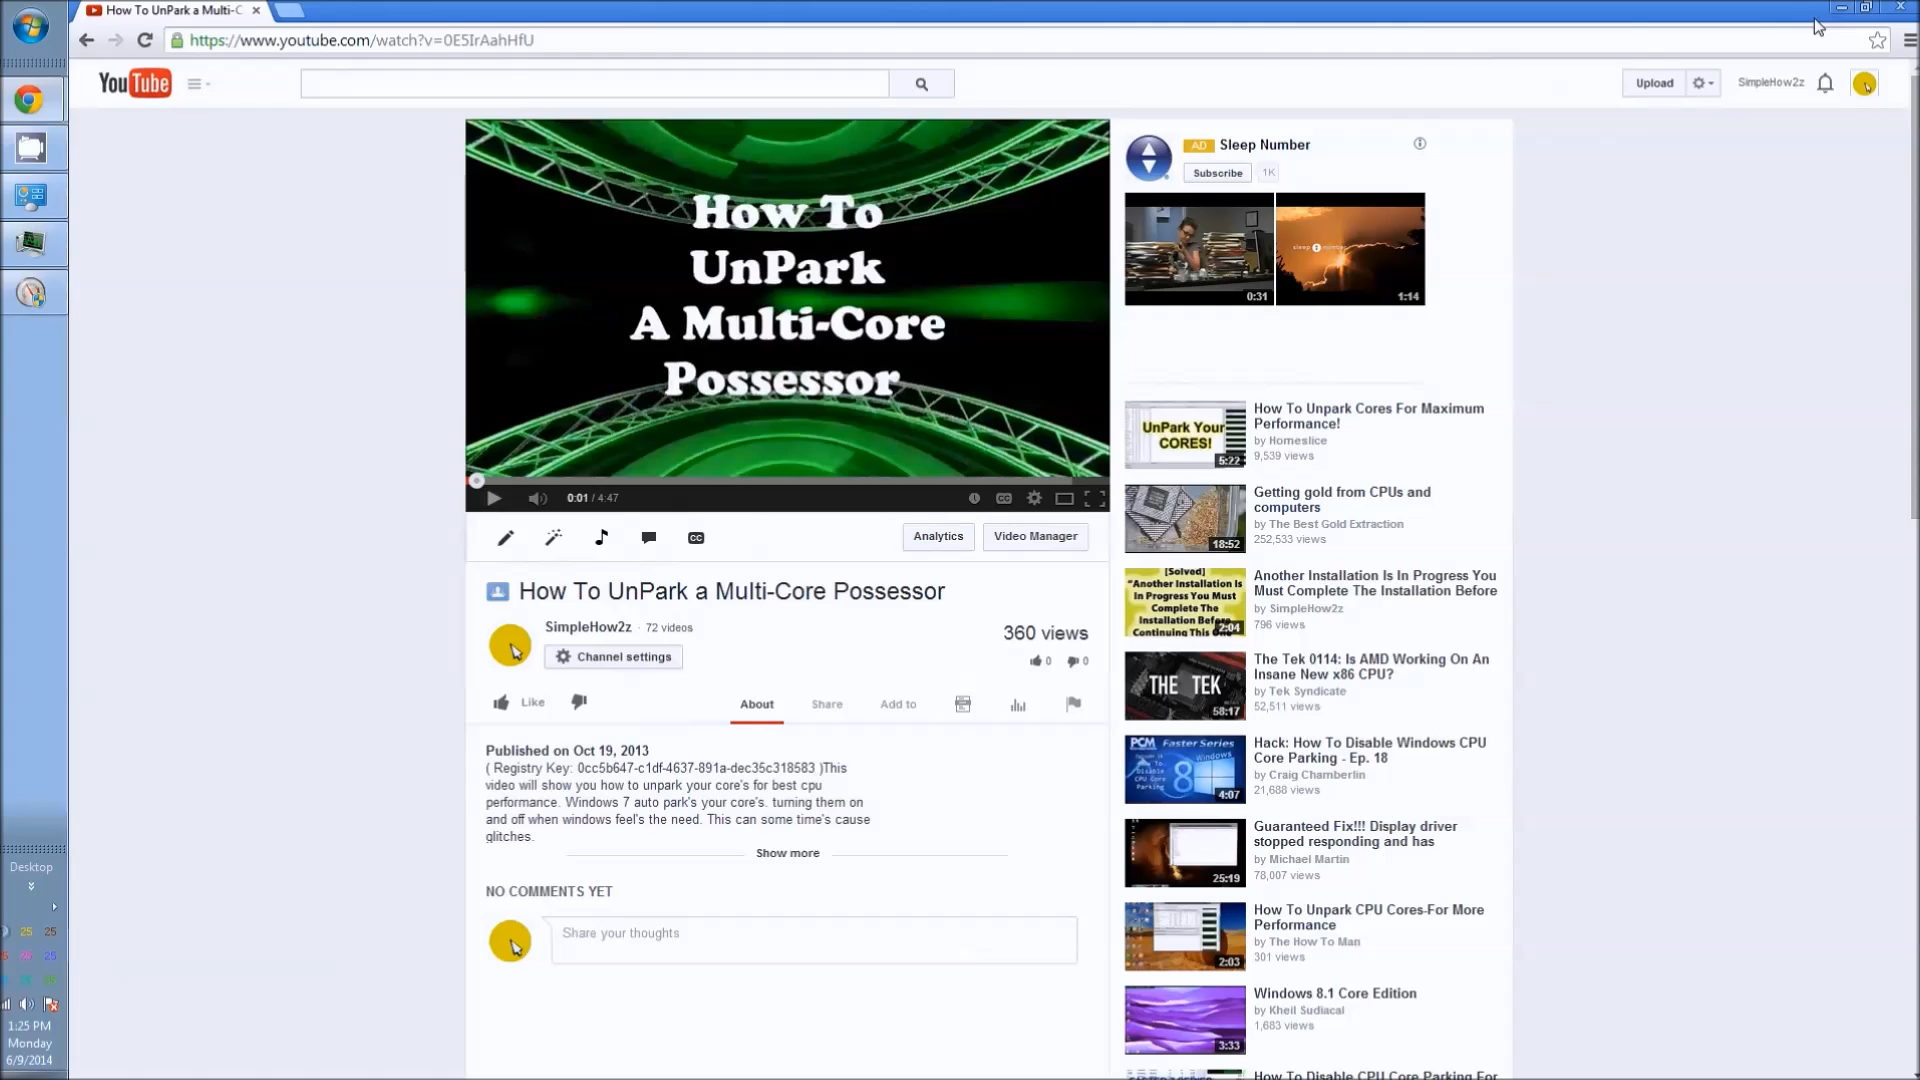 How To UnPark a Multi-C
https://www.youtube.com/watch?v=0E5IrAahHfU
YouTube
Upload
SimpleHow2z
How To
UnPark
A Multi-Core
Possessor
0:01 / 4:47
CC
Analytics
Video Manager
How To UnPark a Multi-Core Possessor
SimpleHow2z · 72 videos
Channel settings
360 views
0 0
Like
About
Share
Add to
Published on Oct 19, 2013
( Registry Key: 0cc5b647-c1df-4637-891a-dec35c318583 )This
video will show you how to unpark your core's for best cpu
performance. Windows 7 auto park's your core's. turning them on
and off when windows feel's the need. This can some time's cause
glitches.
Show more
NO COMMENTS YET
Share your thoughts
AD Sleep Number
Subscribe 1K
sleep number
0:31
1:14
UnPark Your
CORES!
5:22
How To Unpark Cores For Maximum
Performance!
by Homeslice
9,539 views
18:52
Getting gold from CPUs and
computers
by The Best Gold Extraction
252,533 views
[Solved]
"Another Installation Is
In Progress You Must
Complete The
Installation Before
Continuing This One
2:04
Another Installation Is In Progress You
Must Complete The Installation Before
by SimpleHow2z
796 views
THE TEK
58:17
The Tek 0114: Is AMD Working On An
Insane New x86 CPU?
by Tek Syndicate
52,511 views
PCM Faster Series
Windows
8
4:07
Hack: How To Disable Windows CPU
Core Parking - Ep. 18
by Craig Chamberlin
21,688 views
25:19
Guaranteed Fix!!! Display driver
stopped responding and has
by Michael Martin
78,007 views
2:03
How To Unpark CPU Cores-For More
Performance
by The How To Man
301 views
3:33
Windows 8.1 Core Edition
by Kheil Sudiacal
1,683 views
How To Disable CPU Core Parking For
Desktop
25 25
1:25 PM
Monday
6/9/2014